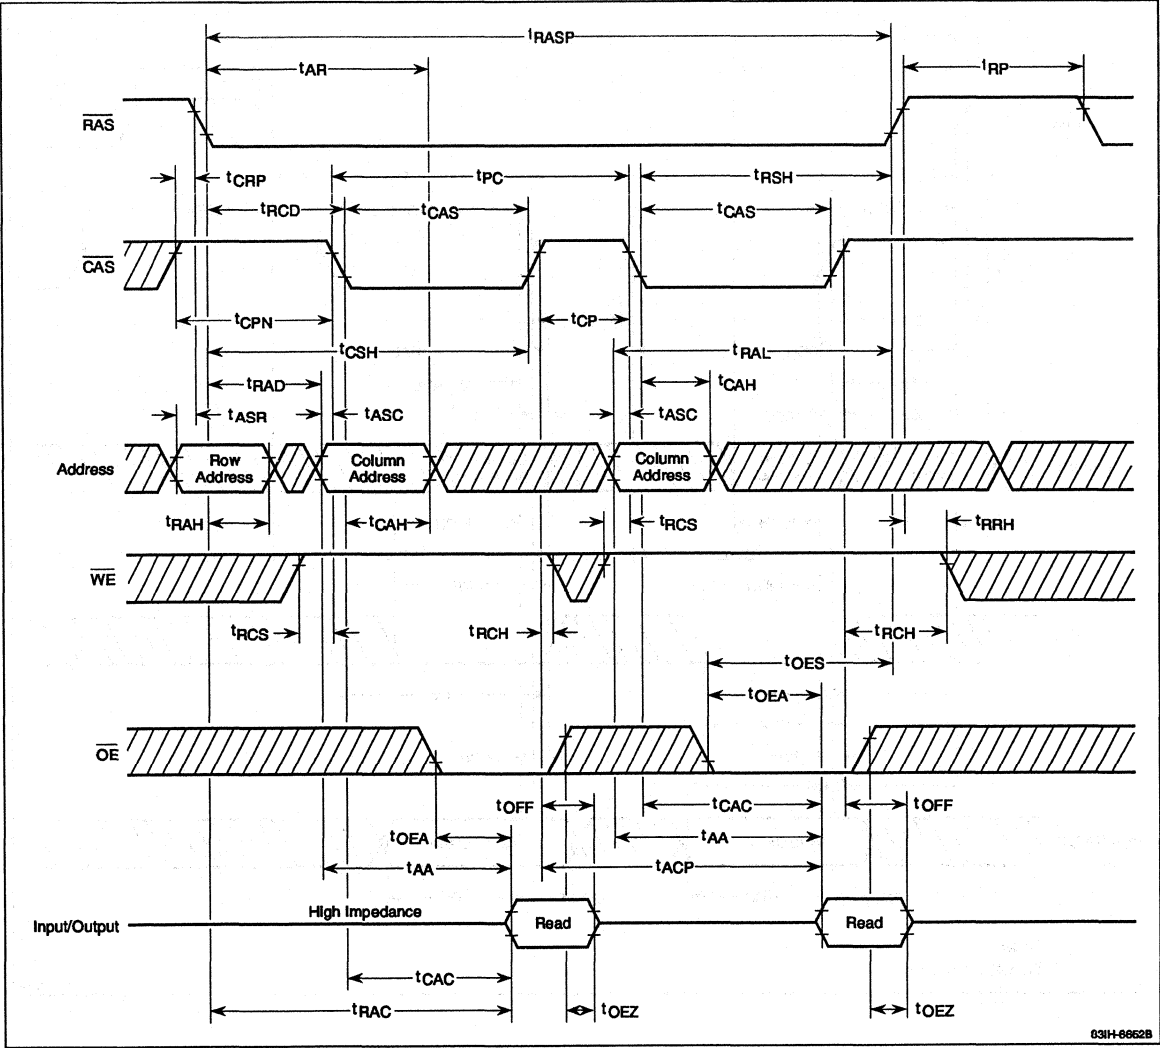 tRASP
tAR
tRP
RAS
tCRP
tPC
tRSH
tRCD
tCAS
tCAS
CAS
tCPN
tCP
tCSH
tRAL
tRAD
tCAH
tASR
tASC
tASC
Address
Row
Address
Column
Address
Column
Address
tRAH
tCAH
tRCS
tRRH
WE
tRCS
tRCH
tRCH
tOES
tOEA
OE
tOFF
tCAC
tOFF
tOEA
tAA
tAA
tACP
High Impedance
Input/Output
Read
Read
tCAC
tRAC
tOEZ
tOEZ
83IH-6652B